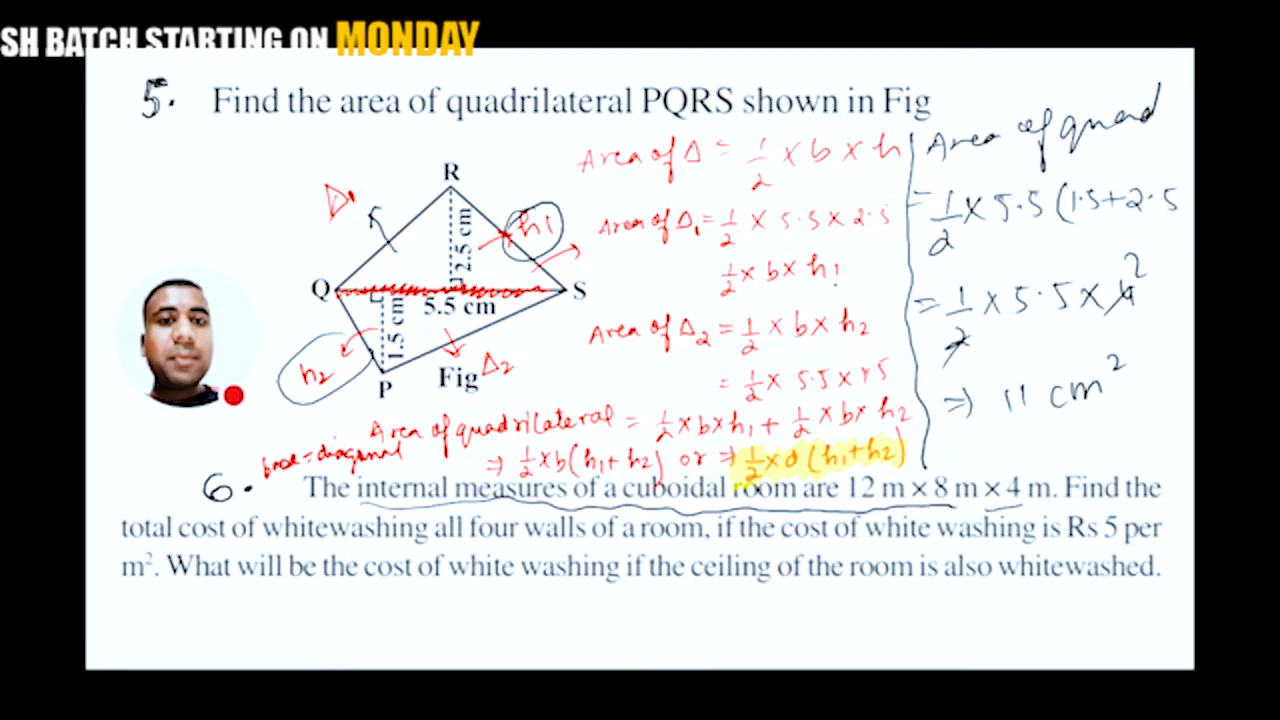 SH BATCH STARTING ON MONDAY
5. Find the area of quadrilateral PQRS shown in Fig
R
Q
S
P
2.5 cm
5.5 cm
1.5 cm
Fig
Δ1
h1
h2
Δ2
Area of Δ = 1/2 × b × h
Area of Δ1 = 1/2 × 5.5 × 2.5
1/2 × b × h1
Area of Δ2 = 1/2 × b × h2
= 1/2 × 5.5 × 1.5
Area of quadrilateral = 1/2 × b × h1 + 1/2 × b × h2
base = diagonal
⇒ 1/2 × b (h1 + h2) or ⇒ 1/2 × d (h1 + h2)
Area of quad
= 1/2 × 5.5 (1.5 + 2.5
= 1/2 × 5.5 × 4 2
⇒ 11 cm²
6. The internal measures of a cuboidal room are 12 m × 8 m × 4 m. Find the
total cost of whitewashing all four walls of a room, if the cost of white washing is Rs 5 per
m². What will be the cost of white washing if the ceiling of the room is also whitewashed.